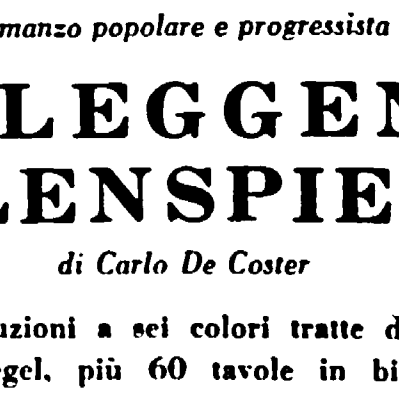 manzo popolare e progressista
LEGGEN
LENSPIE
di Carlo De Coster
uzioni a sei colori tratte d
egel, più 60 tavole in bi